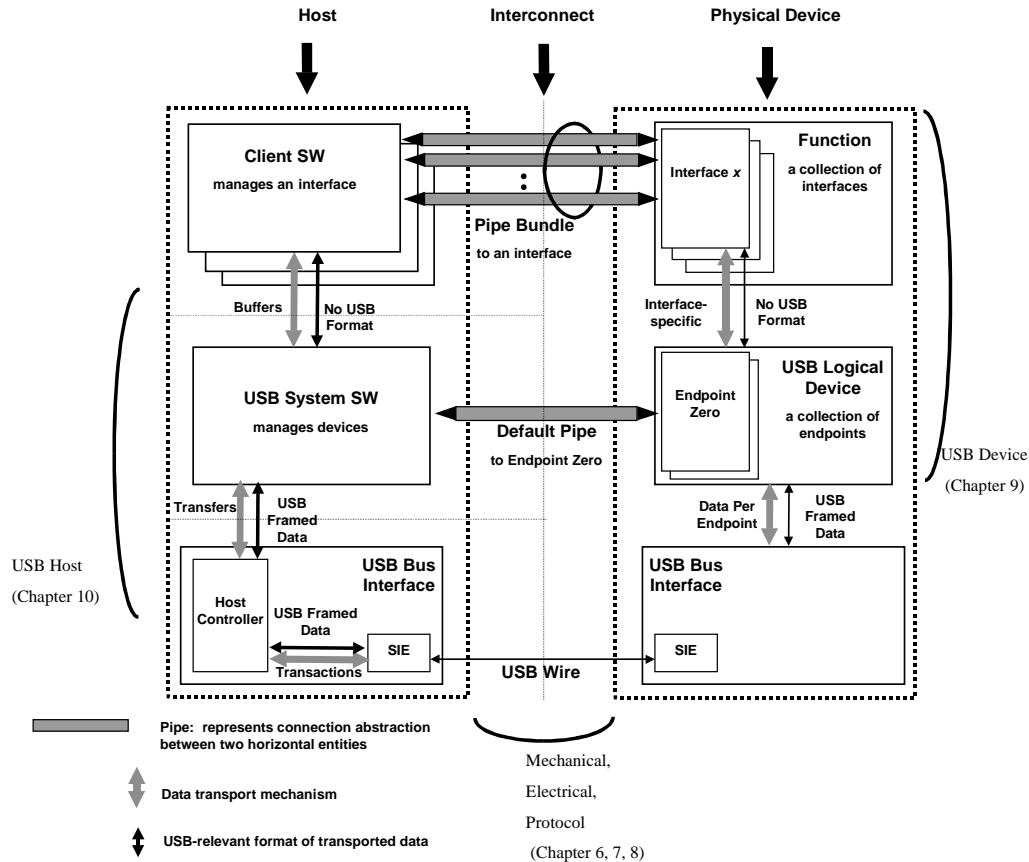 Host
Interconnect
Physical Device
Client SW
manages an interface
Pipe Bundle
to an interface
Interface x
Function
a collection of
interfaces
Buffers
No USB
Format
Interface-
specific
No USB
Format
USB System SW
manages devices
Default Pipe
to Endpoint Zero
Endpoint
Zero
USB Logical
Device
a collection of
endpoints
USB Device
(Chapter 9)
Transfers
USB
Framed
Data
Data Per
Endpoint
USB
Framed
Data
USB Host
(Chapter 10)
USB Bus
Interface
Host
Controller
USB Framed
Data
Transactions
SIE
USB Wire
USB Bus
Interface
SIE
Pipe: represents connection abstraction
between two horizontal entities
Data transport mechanism
USB-relevant format of transported data
Mechanical,
Electrical,
Protocol
(Chapter 6, 7, 8)